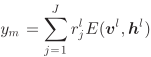 $y_m = \sum_{j=1}^{J} r_j^l E(\boldsymbol{v}^l, \boldsymbol{h}^l)$